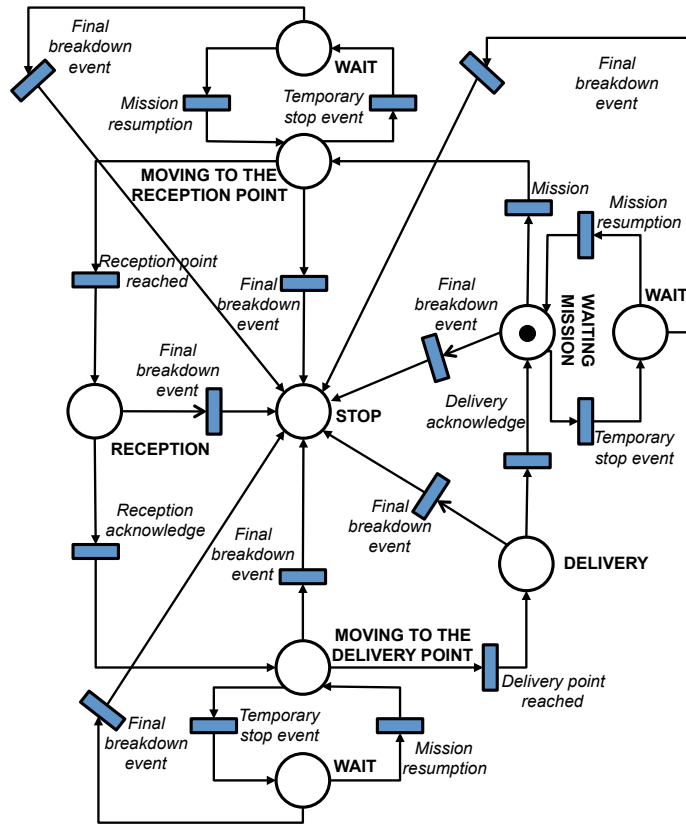 Final
breakdown
event
WAIT
Mission
resumption
Temporary
stop event
Final
breakdown
event
MOVING TO THE
RECEPTION POINT
Mission
Mission
resumption
Reception point
reached
Final
breakdown
event
Final
breakdown
event
WAITING
MISSION
WAIT
Final
breakdown
event
STOP
RECEPTION
Delivery
acknowledge
Temporary
stop event
Reception
acknowledge
Final
breakdown
event
Final
breakdown
event
DELIVERY
MOVING TO THE
DELIVERY POINT
Delivery point
reached
Final
breakdown
event
Temporary
stop event
Mission
resumption
WAIT